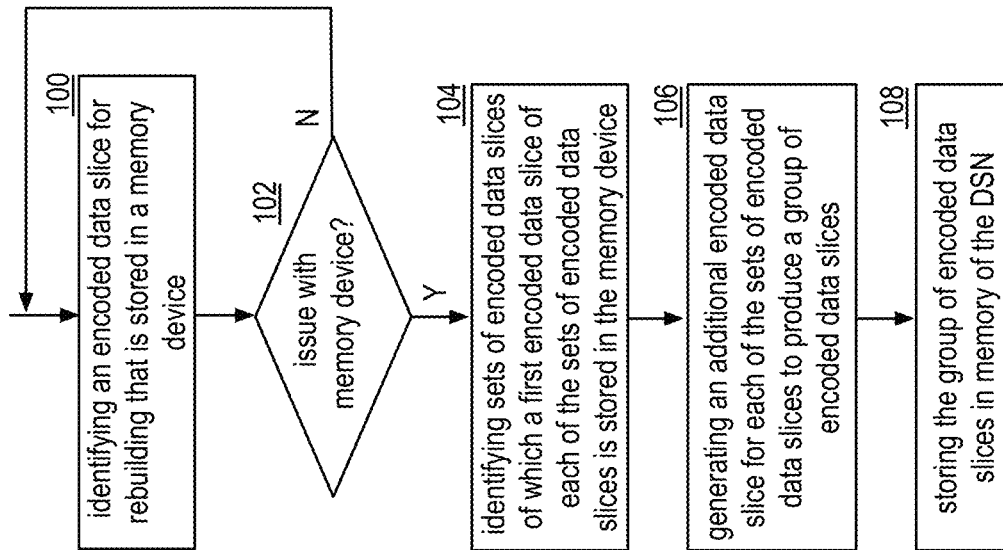 100
identifying an encoded data slice for
rebuilding that is stored in a memory
device
102
issue with
memory device?
N
Y
104
identifying sets of encoded data slices
of which a first encoded data slice of
each of the sets of encoded data
slices is stored in the memory device
106
generating an additional encoded data
slice for each of the sets of encoded
data slices to produce a group of
encoded data slices
108
storing the group of encoded data
slices in memory of the DSN